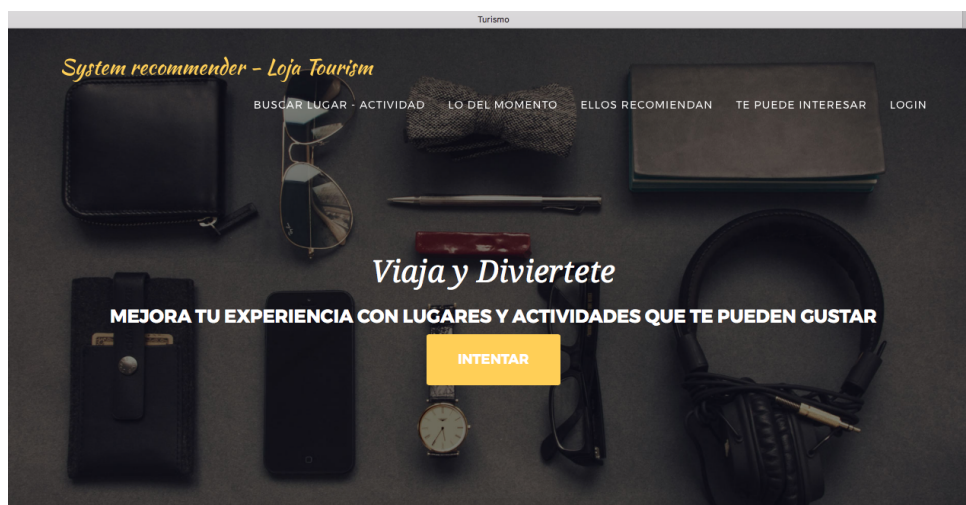 Turismo
System recommender - Loja Tourism
BUSCAR LUGAR - ACTIVIDAD LO DEL MOMENTO ELLOS RECOMIENDAN TE PUEDE INTERESAR LOGIN
Viaja y Diviertete
MEJORA TU EXPERIENCIA CON LUGARES Y ACTIVIDADES QUE TE PUEDEN GUSTAR
INTENTAR